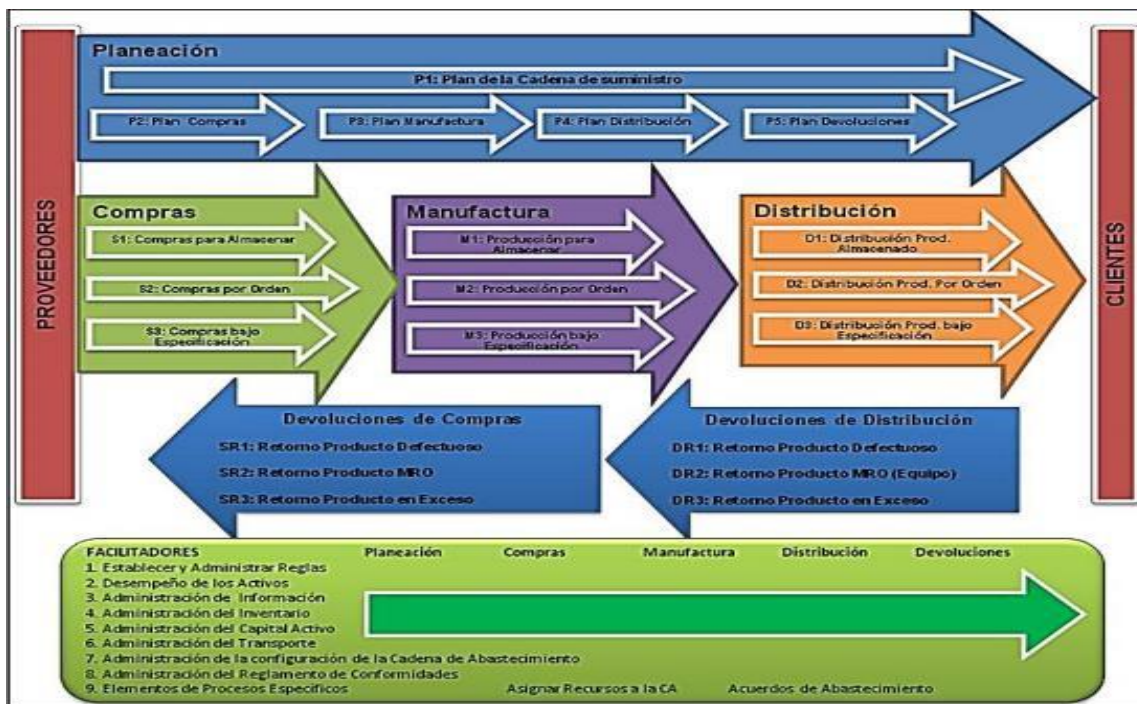 PROVEEDORES
Planeación
P1: Plan de la Cadena de suministro
P2: Plan Compras
P3: Plan Manufactura
P4: Plan Distribución
P5: Plan Devoluciones
Compras
S1: Compras para Almacenar
S2: Compras por Orden
S3: Compras bajo
Especificación
Manufactura
M1: Producción para
Almacenar
M2: Producción por Orden
M3: Producción bajo
Especificación
Distribución
D1: Distribución Prod.
Almacenado
D2: Distribución Prod. Por Orden
D3: Distribución Prod. bajo
Especificación
CLIENTES
Devoluciones de Compras
SR1: Retorno Producto Defectuoso
SR2: Retorno Producto MRO
SR3: Retorno Producto en Exceso
Devoluciones de Distribución
DR1: Retorno Producto Defectuoso
DR2: Retorno Producto MRO (Equipo)
DR3: Retorno Producto en Exceso
FACILITADORES Planeación Compras Manufactura Distribución Devoluciones
1. Establecer y Administrar Reglas
2. Desempeño de los Activos
3. Administración de Información
4. Administración del Inventario
5. Administración del Capital Activo
6. Administración del Transporte
7. Administración de la configuración de la Cadena de Abastecimiento
8. Administración del Reglamento de Conformidades
9. Elementos de Procesos Específicos Asignar Recursos a la CA Acuerdos de Abastecimiento